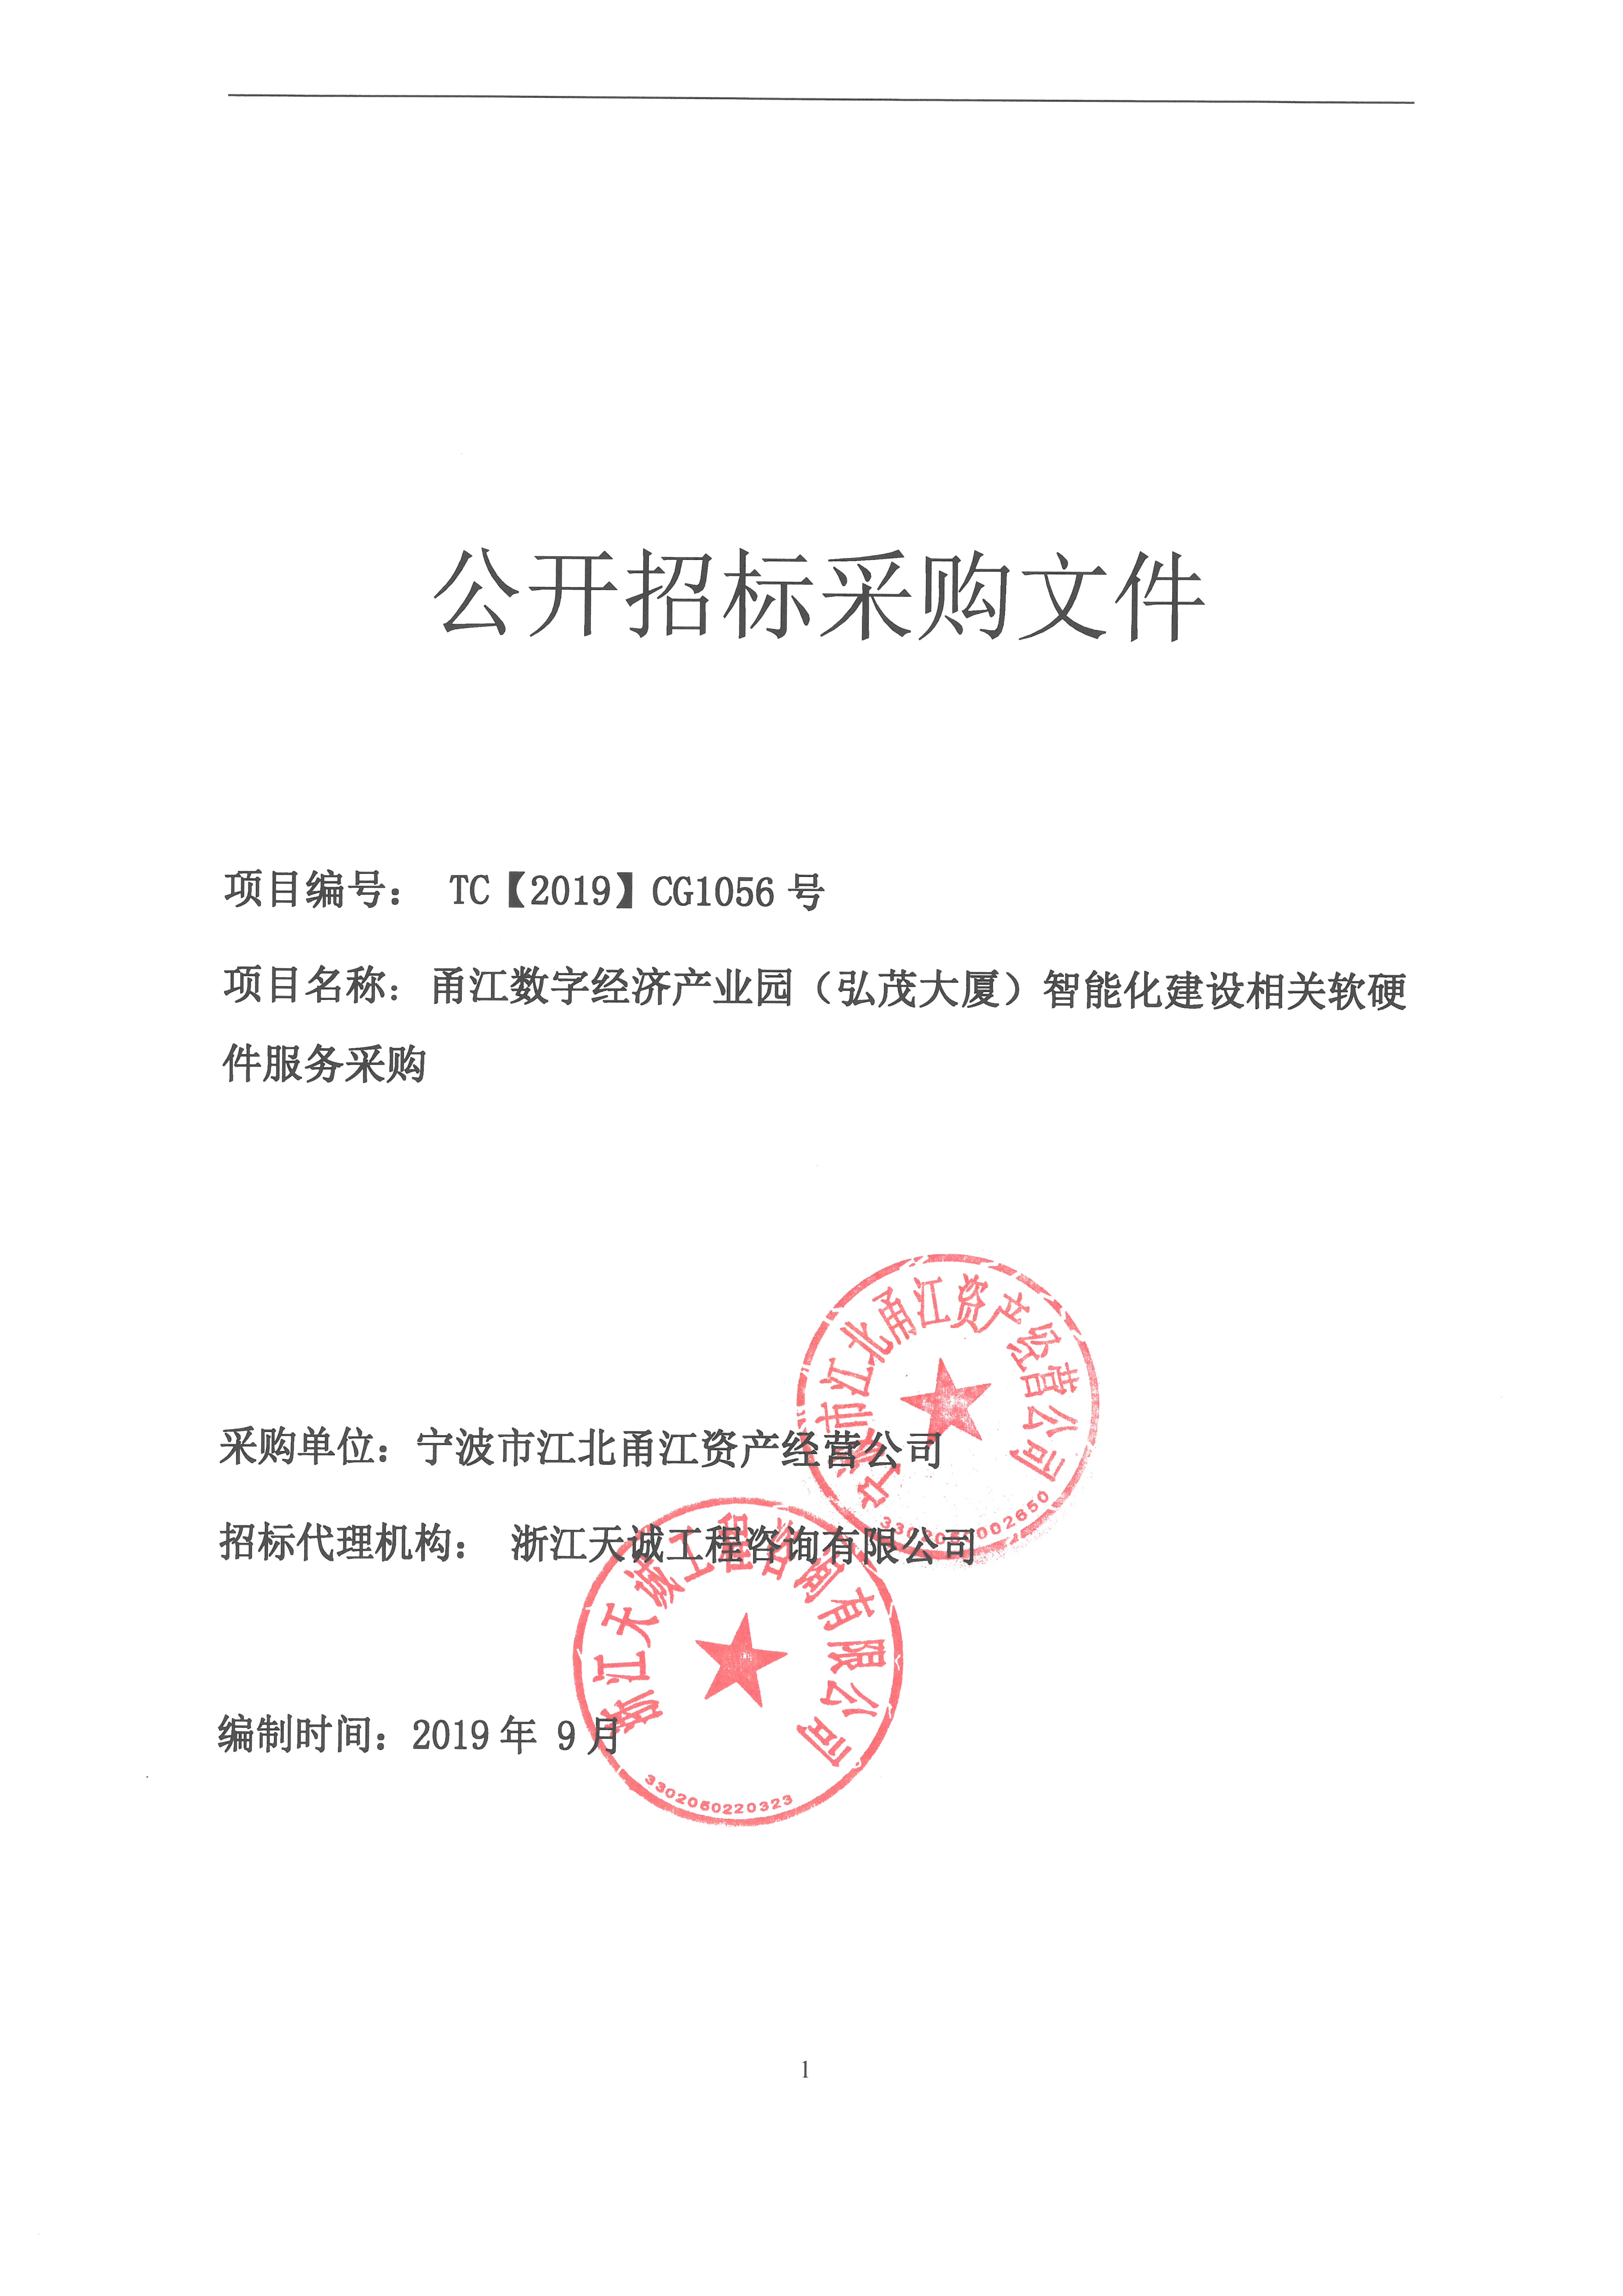 公开招标采购文件
项目编号： TC【2019】CG1056 号
项目名称：甬江数字经济产业园（弘茂大厦）智能化建设相关软硬
件服务采购
宁波市江北甬江资产经营公司
采购单位：宁波市江北甬江资产经营公司
招标代理机构： 浙江天诚工程咨询有限公司
浙江天诚工程咨询有限公司
编制时间：2019 年 9 月
3302050220323
1